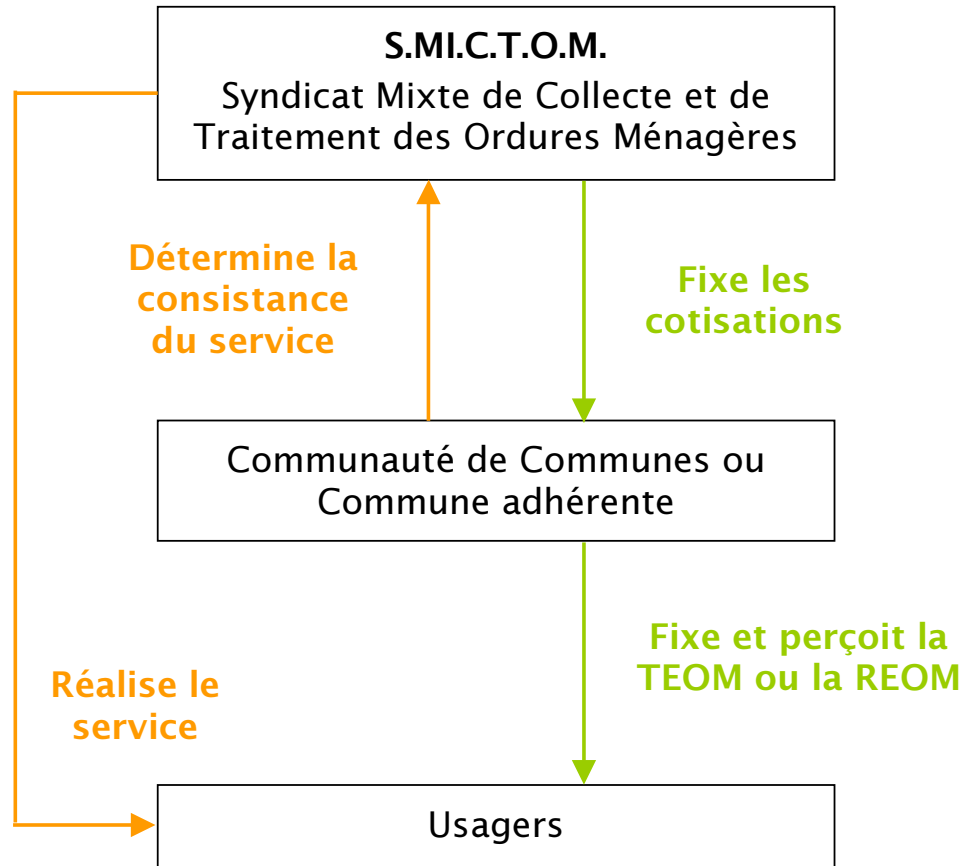 S.MI.C.T.O.M.
Syndicat Mixte de Collecte et de
Traitement des Ordures Ménagères
Détermine la
consistance
du service
Fixe les
cotisations
Communauté de Communes ou
Commune adhérente
Fixe et perçoit la
TEOM ou la REOM
Réalise le
service
Usagers